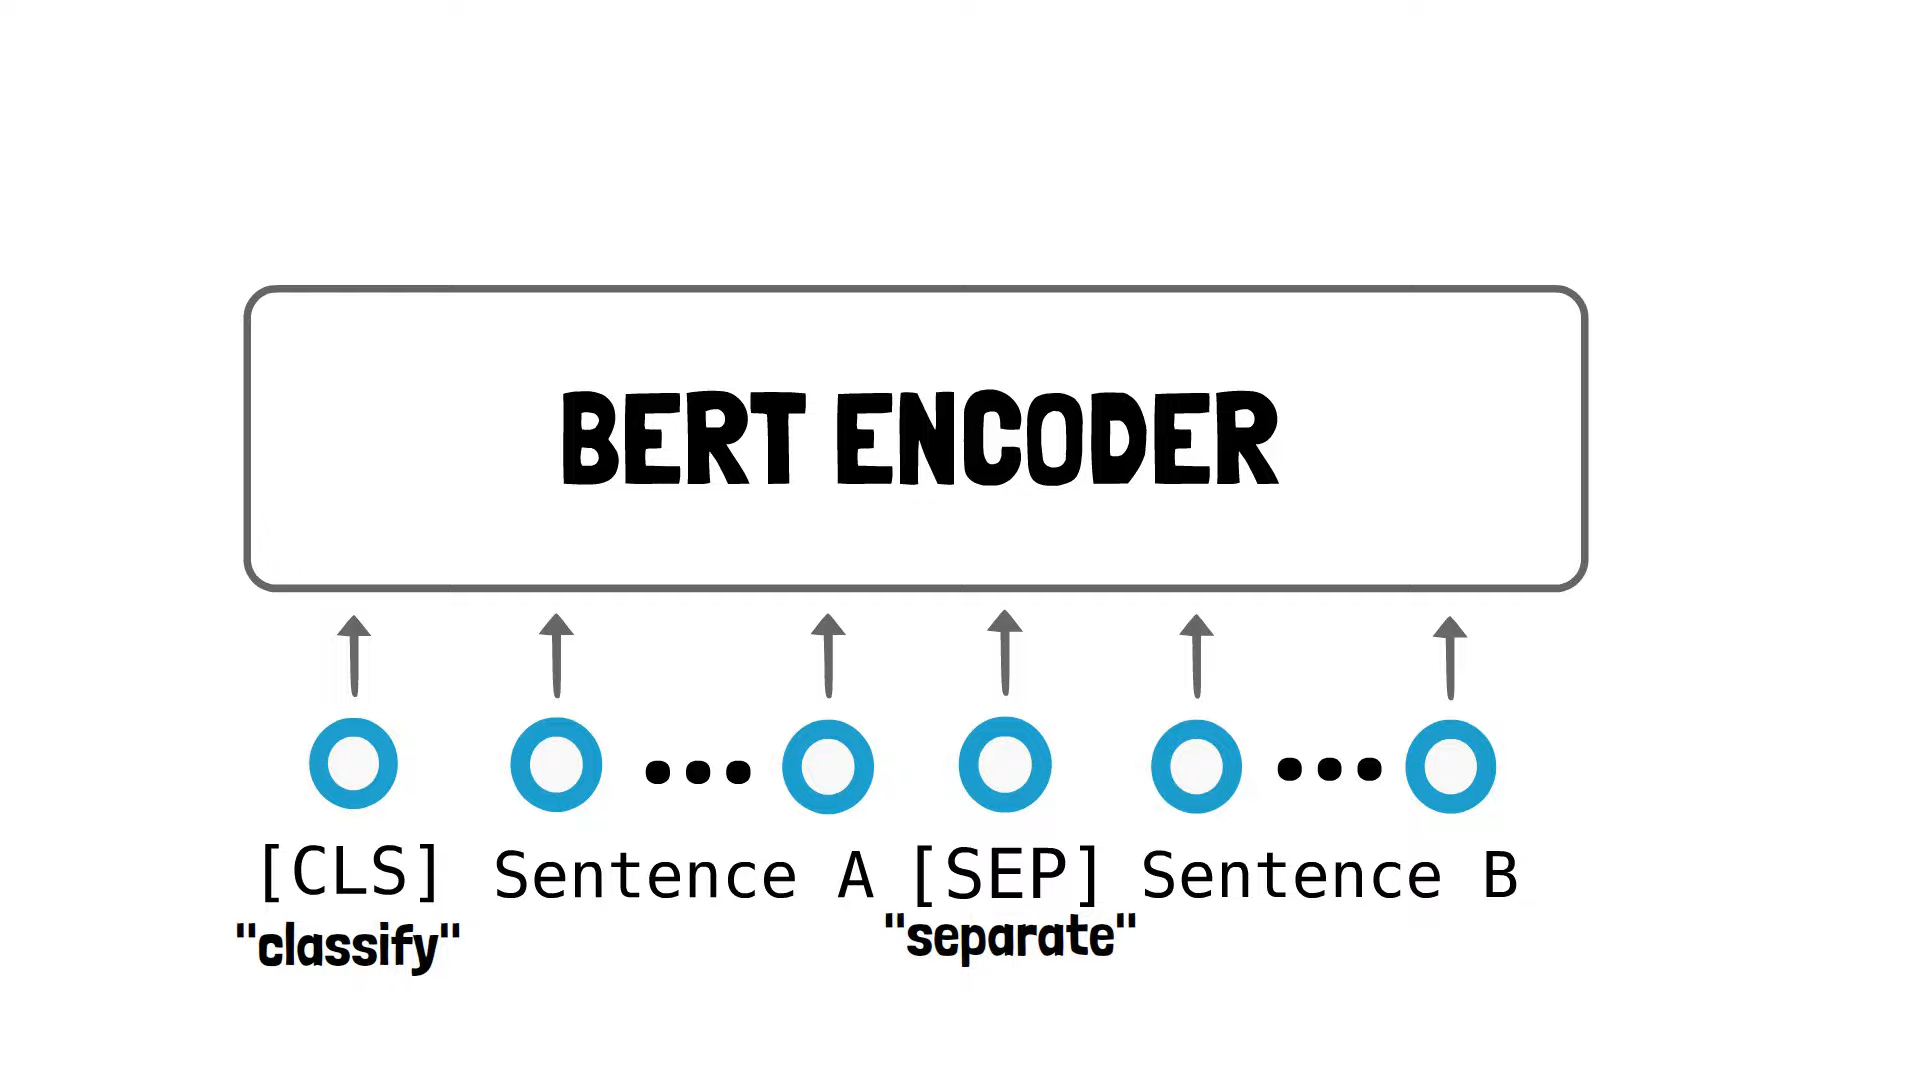 BERT ENCODER
[CLS] Sentence A [SEP] Sentence B
"classify" "separate"